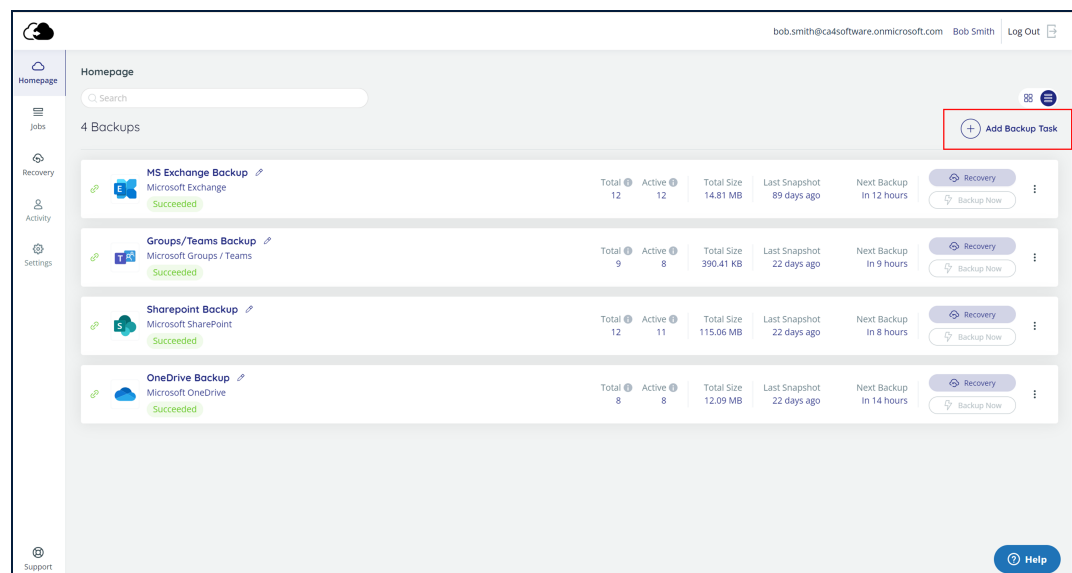 bob.smith@ca4software.onmicrosoft.com Bob Smith Log Out
Homepage
Jobs
Recovery
Activity
Settings
Support
Homepage
Search
4 Backups
Add Backup Task
MS Exchange Backup
Microsoft Exchange
Succeeded
Total Active Total Size Last Snapshot Next Backup
12 12 14.81 MB 89 days ago In 12 hours
Recovery
Backup Now
Groups/Teams Backup
Microsoft Groups / Teams
Succeeded
Total Active Total Size Last Snapshot Next Backup
9 8 390.41 KB 22 days ago In 9 hours
Recovery
Backup Now
Sharepoint Backup
Microsoft SharePoint
Succeeded
Total Active Total Size Last Snapshot Next Backup
12 11 115.06 MB 22 days ago In 8 hours
Recovery
Backup Now
OneDrive Backup
Microsoft OneDrive
Succeeded
Total Active Total Size Last Snapshot Next Backup
8 8 12.09 MB 22 days ago In 14 hours
Recovery
Backup Now
Help